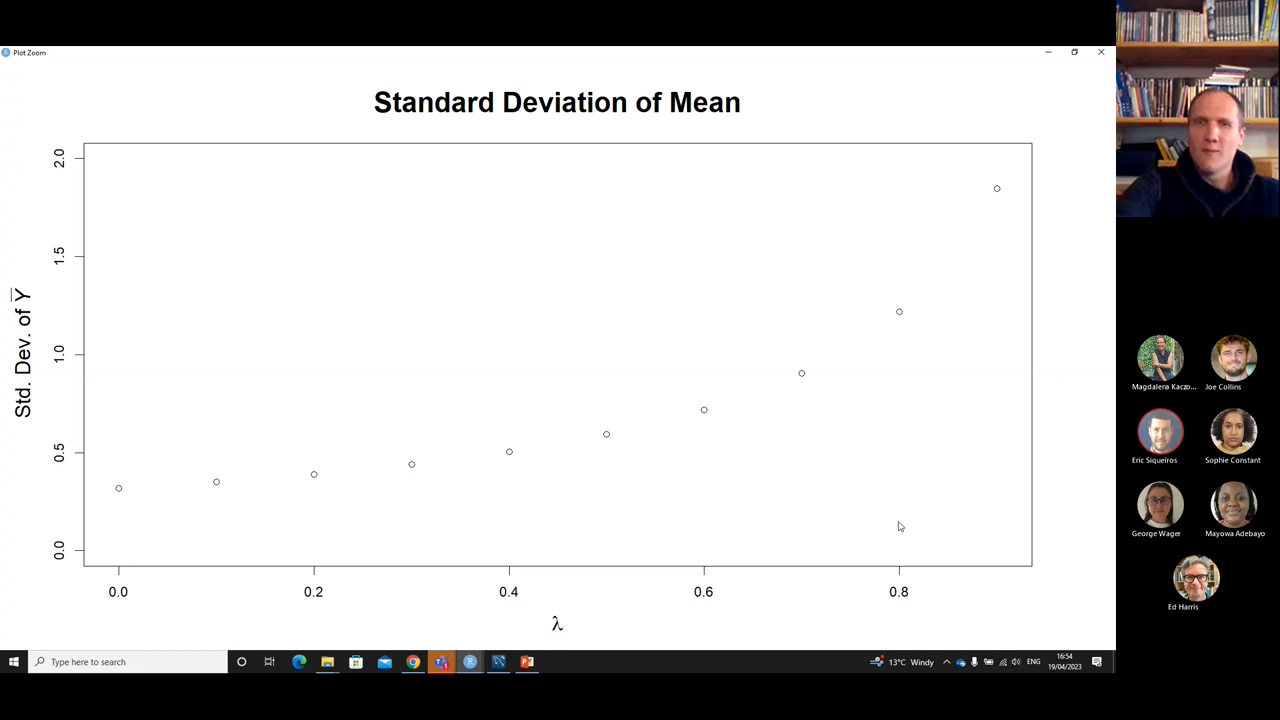 Plot Zoom
Standard Deviation of Mean
Std. Dev. of Y
2.0
1.5
1.0
0.5
0.0
0.0 0.2 0.4 0.6 0.8
λ
Magdalena Kaczo... Joe Collins
Eric Siqueiros Sophie Constant
George Wager Mayowa Adebayo
Ed Harris
Type here to search
13°C Windy
ENG
16:54
19/04/2023